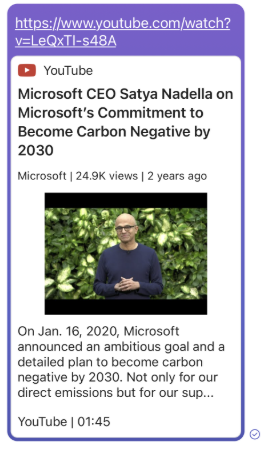 https://www.youtube.com/watch?
v=LeQxTI-s48A
YouTube
Microsoft CEO Satya Nadella on
Microsoft's Commitment to
Become Carbon Negative by
2030
Microsoft | 24.9K views | 2 years ago
On Jan. 16, 2020, Microsoft
announced an ambitious goal and a
detailed plan to become carbon
negative by 2030. Not only for our
direct emissions but for our sup...
YouTube | 01:45